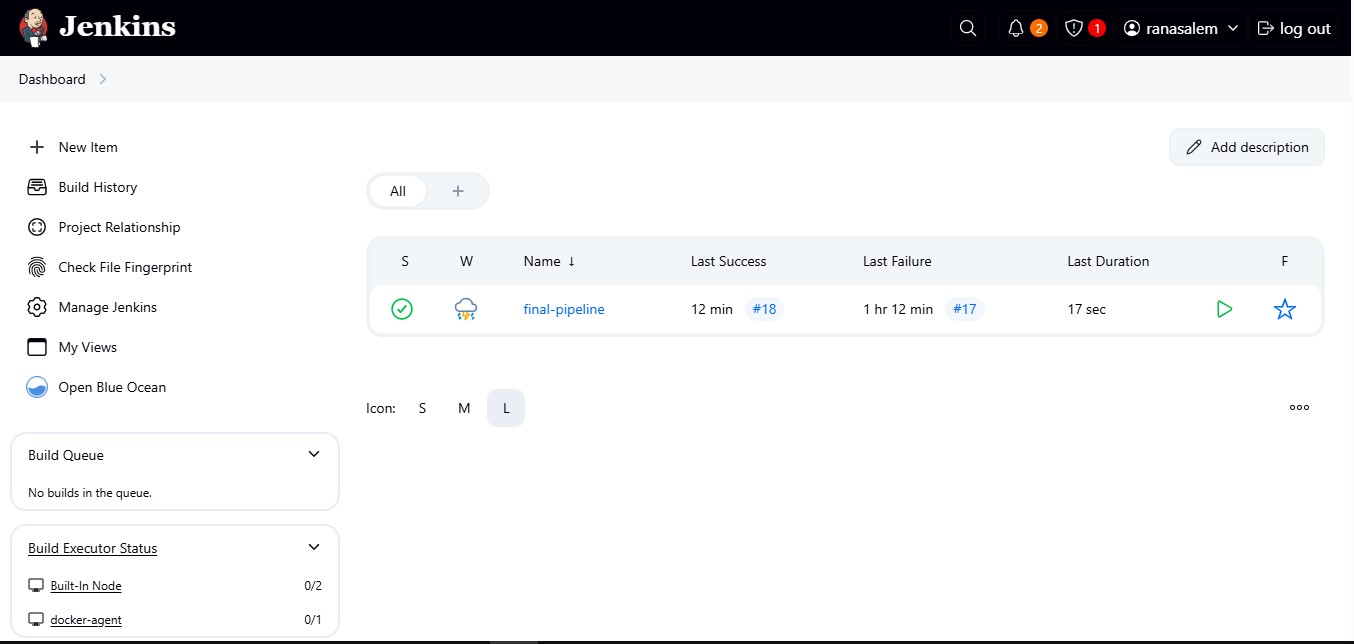 Jenkins
2 1 ranasalem log out
Dashboard
New Item
Build History
Project Relationship
Check File Fingerprint
Manage Jenkins
My Views
Open Blue Ocean
Build Queue
No builds in the queue.
Build Executor Status
Built-In Node 0/2
docker-agent 0/1
Add description
All +
S W Name ↓ Last Success Last Failure Last Duration F
final-pipeline 12 min #18 1 hr 12 min #17 17 sec
Icon: S M L